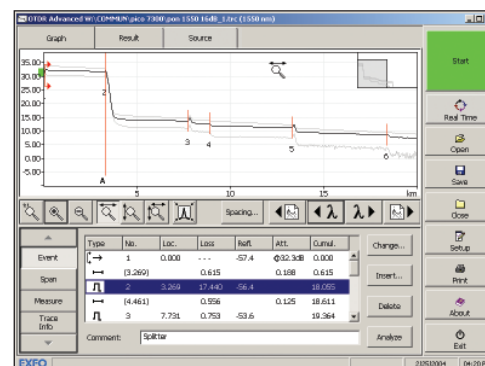 OTDR Advanced W:\COMMUN\pico 7300\pon 1550 16dB_1.trc (1550 nm)
Graph Result Source
Start
35.00
30.00
25.00
20.00
15.00
10.00
5.00
0.00
-5.00
2
3 4 5 6
A
5 10 15 km
Real Time
Open
Save
Close
Setup
Print
About
Exit
Spacing...
Event
Span
Measure
Trace Info
Type No. Loc. Loss Refl. Att. Cumul.
1 0.000 --- -57.4 Φ32.3dB 0.000
(3.269) 0.615 0.188 0.615
2 3.269 17.440 -56.4 18.055
(4.461) 0.556 0.125 18.611
3 7.731 0.753 -53.6 19.364
Change...
Insert...
Delete
Analyze
Comment: Splitter
EXFO